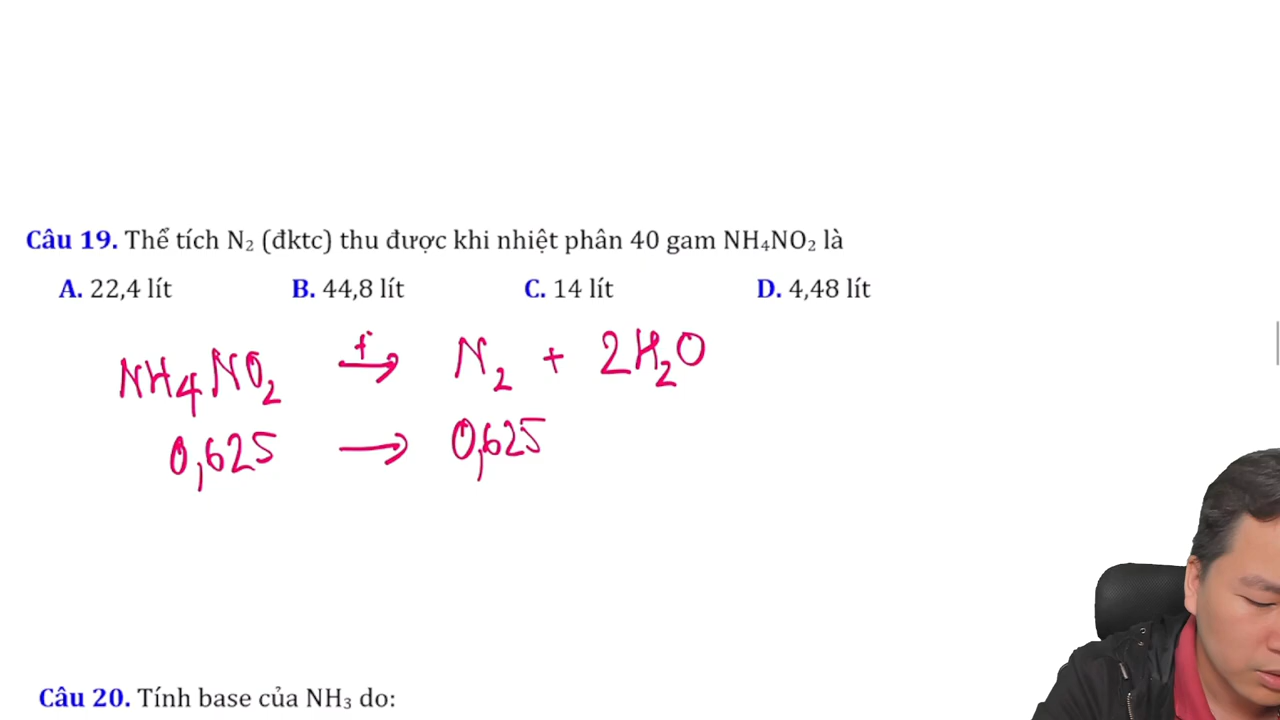 Câu 19. Thể tích N₂ (đktc) thu được khi nhiệt phân 40 gam NH₄NO₂ là
A. 22,4 lít B. 44,8 lít C. 14 lít D. 4,48 lít
NH₄NO₂ → N₂ + 2H₂O
0,625 → 0,625
Câu 20. Tính base của NH₃ do: